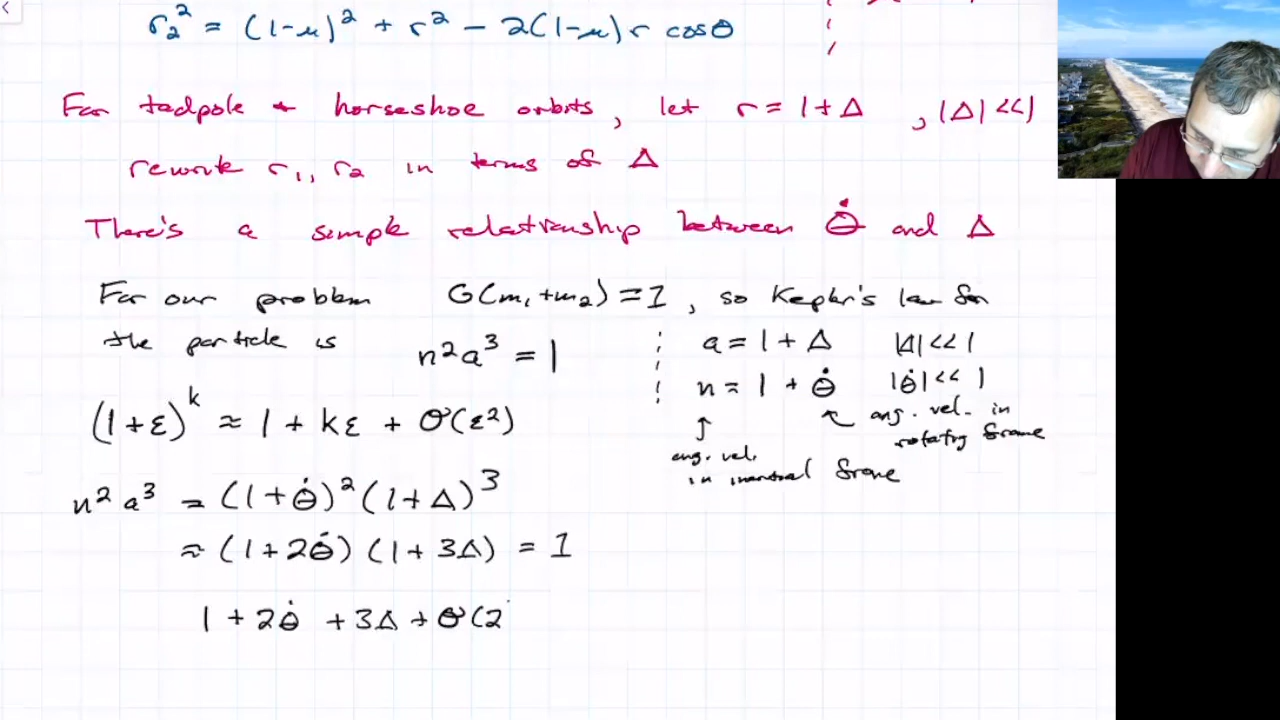 r₂² = (1-μ)² + r² - 2(1-μ)r cosθ
For tadpole + horseshoe orbits, let r = 1 + Δ , |Δ| << 1
rework r₁, r₂ in terms of Δ
There's a simple relationship between θ̇ and Δ
For our problem G(m₁+m₂) = 1, so Kepler's law for
the particle is n²a³ = 1
a = 1 + Δ |Δ| << 1
n = 1 + θ̇ |θ̇| << 1
ang. vel. in inertial frame
ang. vel. in rotating frame
(1+ε)ᵏ ≈ 1 + kε + O(ε²)
n²a³ = (1+θ̇)²(1+Δ)³
≈ (1+2θ̇)(1+3Δ) = 1
1 + 2θ̇ + 3Δ + O(2